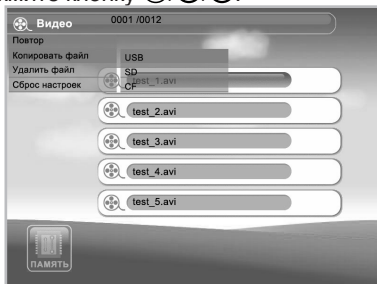 Видео 0001 /0012
Повтор
Копировать файл USB
Удалить файл SD
Сброс настроек CF
test_1.avi
test_2.avi
test_3.avi
test_4.avi
test_5.avi
ПАМЯТЬ